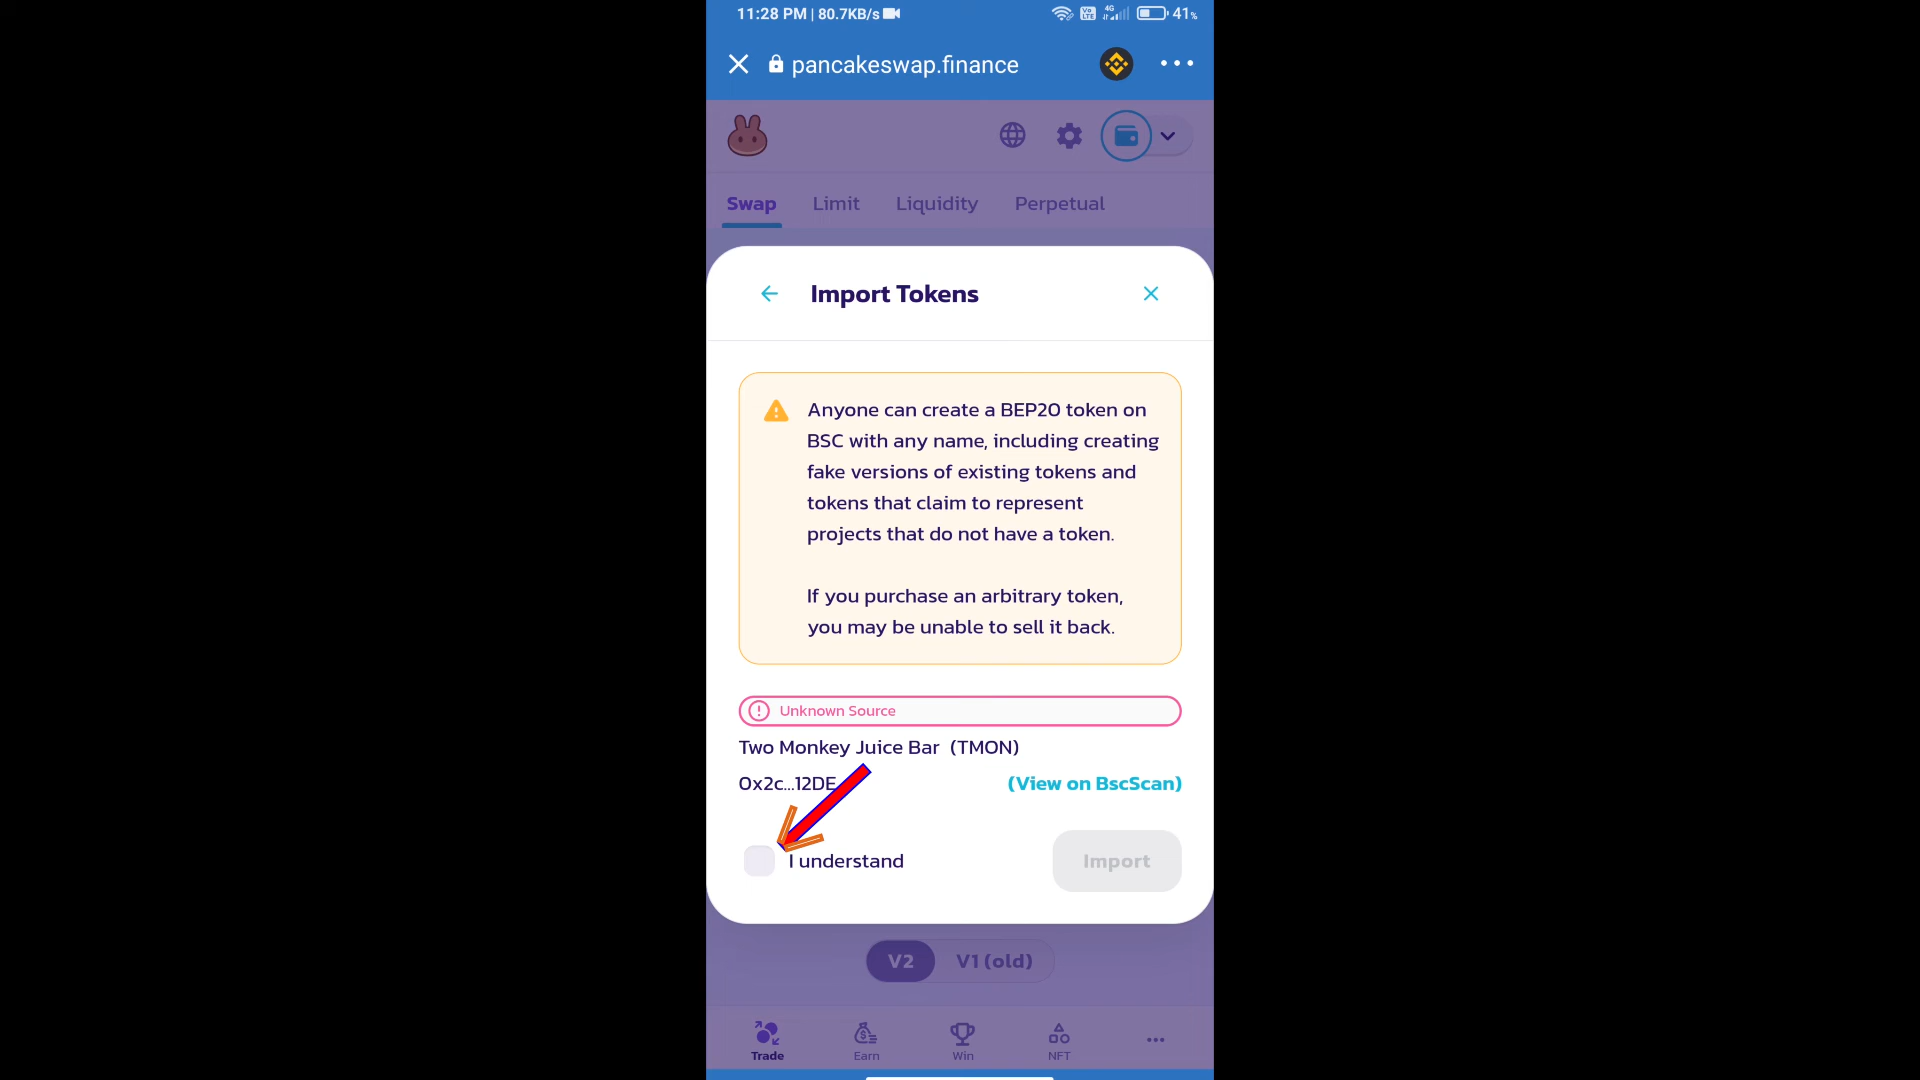 11:28 PM | 80.7KB/s
Vo LTE 4G 41%
pancakeswap.finance
Swap Limit Liquidity Perpetual
Import Tokens
Anyone can create a BEP20 token on
BSC with any name, including creating
fake versions of existing tokens and
tokens that claim to represent
projects that do not have a token.
If you purchase an arbitrary token,
you may be unable to sell it back.
Unknown Source
Two Monkey Juice Bar (TMON)
0x2c...12DE (View on BscScan)
I understand Import
V2 V1 (old)
Trade Earn Win NFT